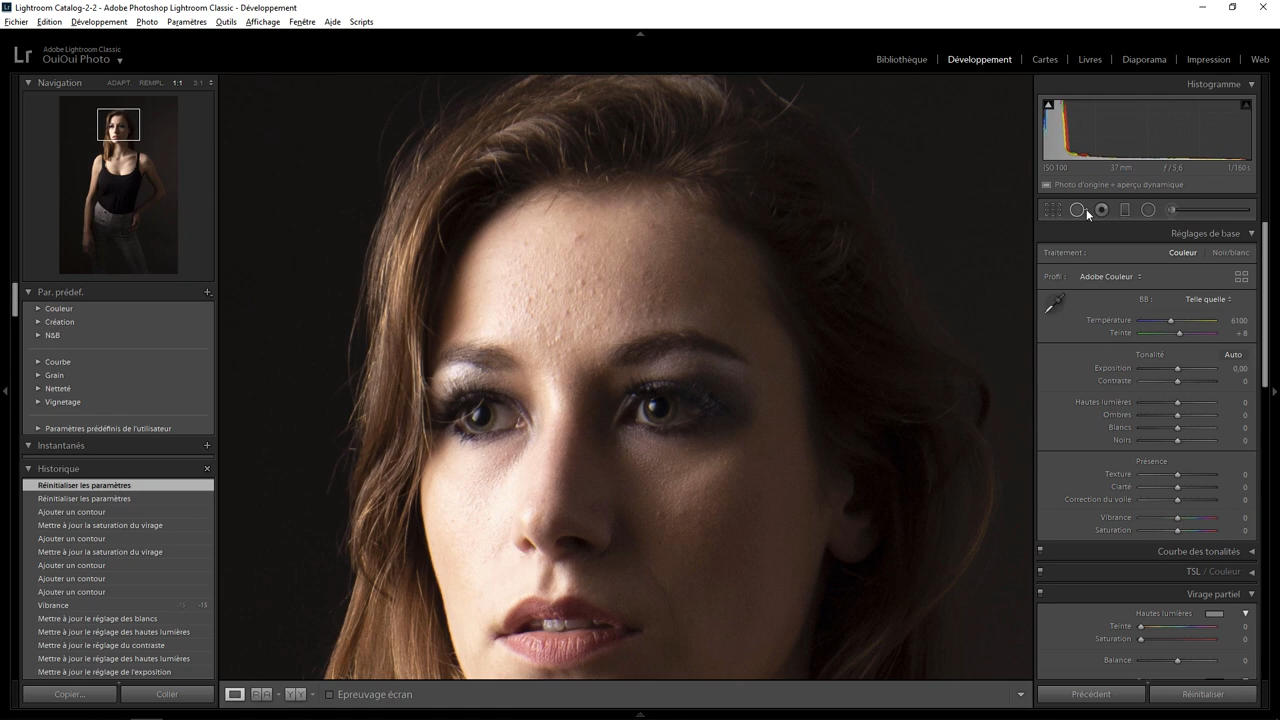 Lightroom Catalog-2-2 - Adobe Photoshop Lightroom Classic - Développement
Fichier Edition Développement Photo Paramètres Outils Affichage Fenêtre Aide Scripts
Lr Adobe Lightroom Classic
OuiOui Photo
Bibliothèque | Développement | Cartes | Livres | Diaporama | Impression | Web
Navigation ADAPT. REMPL. 1:1 3:1
Par. prédéf. +
Couleur
Création
N&B
Courbe
Grain
Netteté
Vignetage
Paramètres prédéfinis de l'utilisateur
Instantanés +
Historique ×
Réinitialiser les paramètres
Réinitialiser les paramètres
Ajouter un contour
Mettre à jour la saturation du virage
Ajouter un contour
Mettre à jour la saturation du virage
Ajouter un contour
Ajouter un contour
Ajouter un contour
Vibrance -15 -15
Mettre à jour le réglage des blancs
Mettre à jour le réglage des hautes lumières
Mettre à jour le réglage du contraste
Mettre à jour le réglage des hautes lumières
Mettre à jour le réglage de l'exposition
Copier... Coller
Epreuvage écran
Histogramme
ISO 100 37 mm ƒ / 5,6 1/160 s
Photo d'origine + aperçu dynamique
Réglages de base
Traitement : Couleur Noir/blanc
Profil : Adobe Couleur
BB : Telle quelle
Température 6100
Teinte + 8
Tonalité Auto
Exposition 0,00
Contraste 0
Hautes lumières 0
Ombres 0
Blancs 0
Noirs 0
Présence
Texture 0
Clarté 0
Correction du voile 0
Vibrance 0
Saturation 0
Courbe des tonalités
TSL / Couleur
Virage partiel
Hautes lumières
Teinte 0
Saturation 0
Balance 0
Précédent Réinitialiser